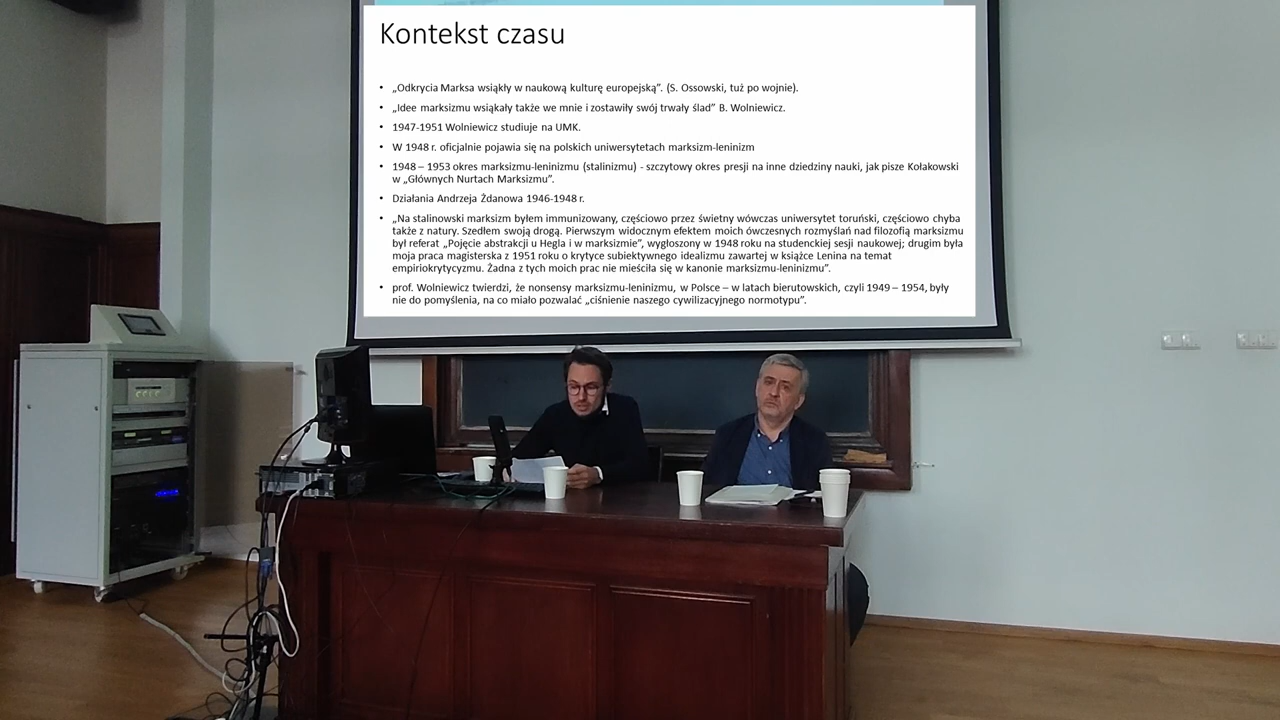 Kontekst czasu
• „Odkrycia Marksa wsiąkły w naukową kulturę europejską”. (S. Ossowski, tuż po wojnie).
• „Idee marksizmu wsiąkały także we mnie i zostawiły swój trwały ślad” B. Wolniewicz.
• 1947-1951 Wolniewicz studiuje na UMK.
• W 1948 r. oficjalnie pojawia się na polskich uniwersytetach marksizm-leninizm
• 1948 – 1953 okres marksizmu-leninizmu (stalinizmu) - szczytowy okres presji na inne dziedziny nauki, jak pisze Kołakowski
w „Głównych Nurtach Marksizmu”.
• Działania Andrzeja Żdanowa 1946-1948 r.
• „Na stalinowski marksizm byłem immunizowany, częściowo przez świetny wówczas uniwersytet toruński, częściowo chyba
także z natury. Szedłem swoją drogą. Pierwszym widocznym efektem moich ówczesnych rozmyślań nad filozofią marksizmu
był referat „Pojęcie abstrakcji u Hegla i w marksizmie”, wygłoszony w 1948 roku na studenckiej sesji naukowej; drugim była
moja praca magisterska z 1951 roku o krytyce subiektywnego idealizmu zawartej w książce Lenina na temat
empiriokrytycyzmu. Żadna z tych moich prac nie mieściła się w kanonie marksizmu-leninizmu”.
• prof. Wolniewicz twierdzi, że nonsensy marksizmu-leninizmu, w Polsce – w latach bierutowskich, czyli 1949 – 1954, były
nie do pomyślenia, na co miało pozwalać „ciśnienie naszego cywilizacyjnego normotypu”.